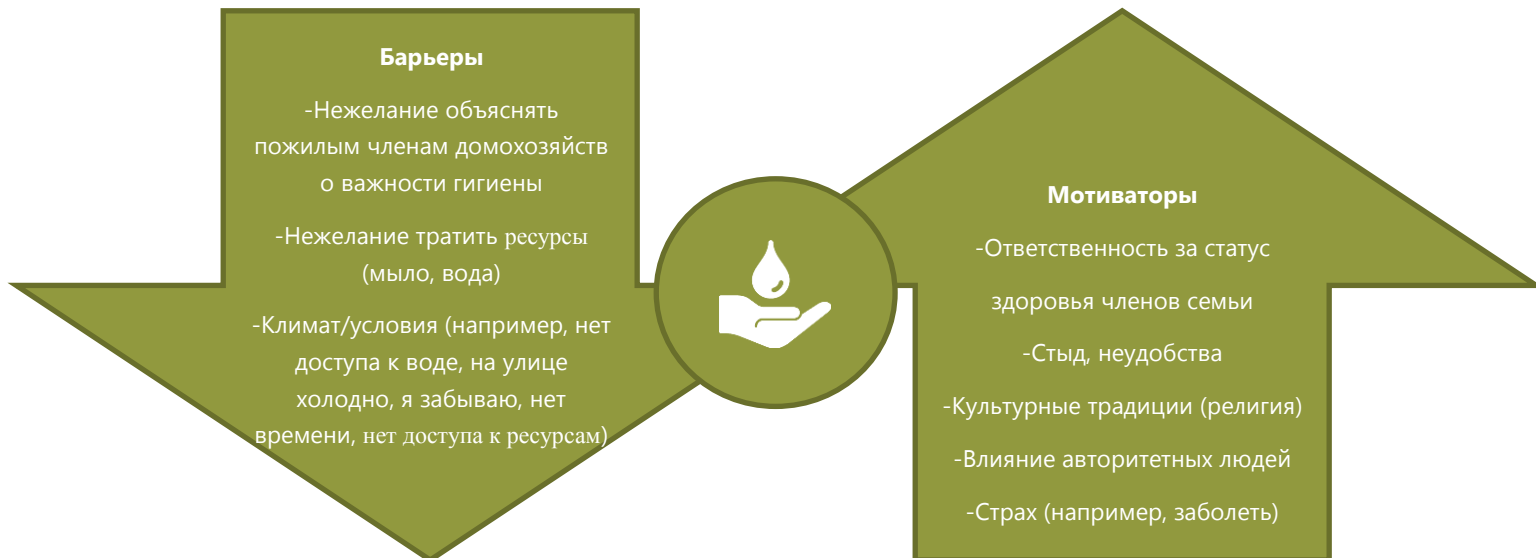 Барьеры
-Нежелание объяснять
пожилым членам домохозяйств
о важности гигиены
-Нежелание тратить ресурсы
(мыло, вода)
-Климат/условия (например, нет
доступа к воде, на улице
холодно, я забываю, нет
времени, нет доступа к ресурсам)
Мотиваторы
-Ответственность за статус
здоровья членов семьи
-Стыд, неудобства
-Культурные традиции (религия)
-Влияние авторитетных людей
-Страх (например, заболеть)